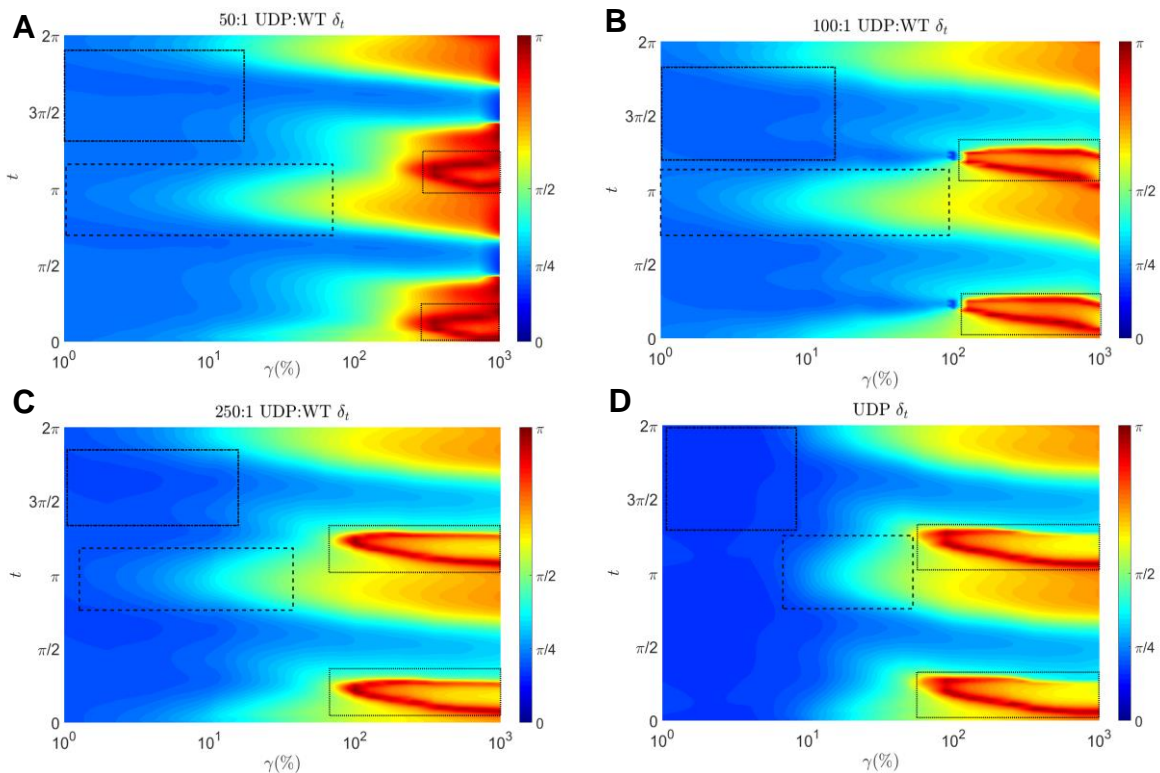 A
50:1 UDP:WT δt
2π
3π/2
π
π/2
0
t
10^0
10^1
10^2
10^3
γ(%)
π
π/2
π/4
0
B
100:1 UDP:WT δt
2π
3π/2
π
π/2
0
t
10^0
10^1
10^2
10^3
γ(%)
π
π/2
π/4
0
C
250:1 UDP:WT δt
2π
3π/2
π
π/2
0
t
10^0
10^1
10^2
10^3
γ(%)
π
π/2
π/4
0
D
UDP δt
2π
3π/2
π
π/2
0
t
10^0
10^1
10^2
10^3
γ(%)
π
π/2
π/4
0